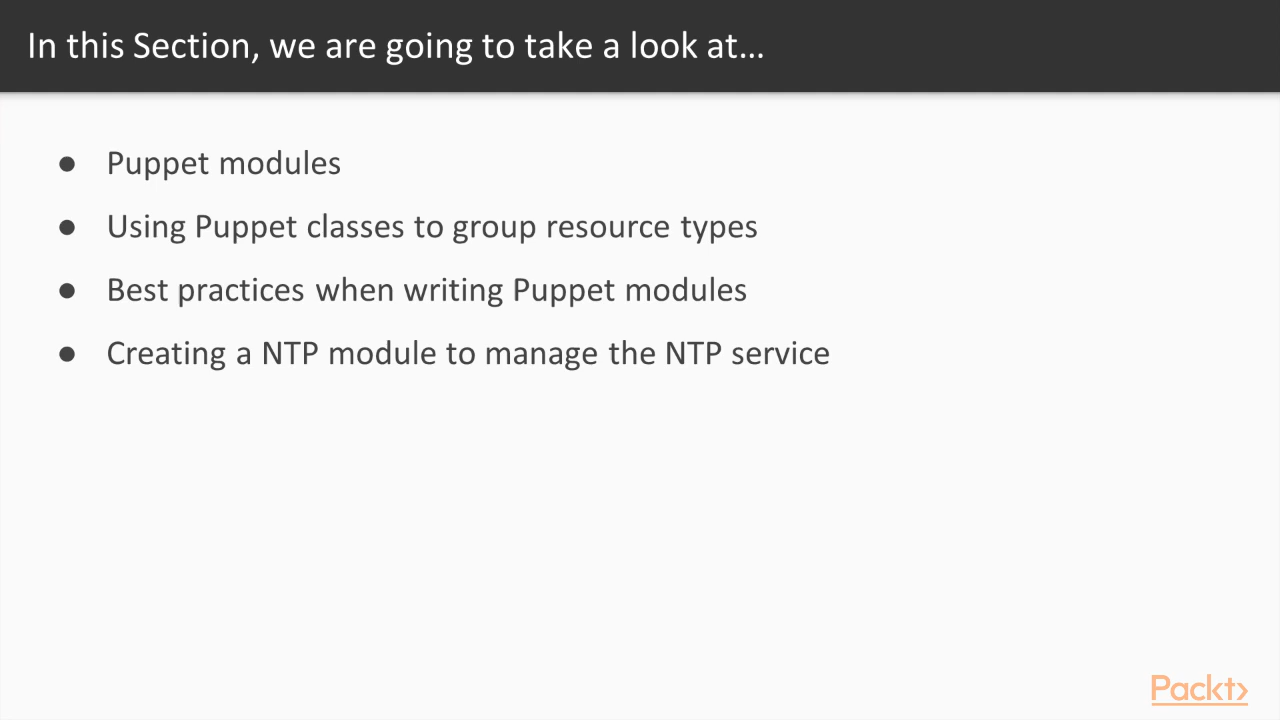 In this Section, we are going to take a look at...
● Puppet modules
● Using Puppet classes to group resource types
● Best practices when writing Puppet modules
● Creating a NTP module to manage the NTP service
Packt›